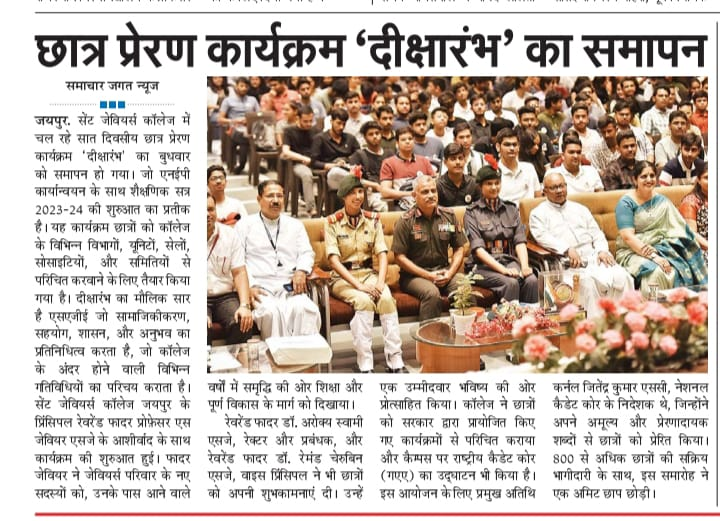 छात्र प्रेरण कार्यक्रम ‘दीक्षारंभ’ का समापन
समाचार जगत न्यूज
जयपुर. सेंट जेवियर्स कॉलेज में
चल रहे सात दिवसीय छात्र प्रेरण
कार्यक्रम ‘दीक्षारंभ’ का बुधवार
को समापन हो गया। जो एनईपी
कार्यान्वयन के साथ शैक्षणिक सत्र
2023-24 की शुरुआत का प्रतीक
है। यह कार्यक्रम छात्रों को कॉलेज
के विभिन्न विभागों, यूनिटों, सेलों,
सोसाइटियों, और समितियों से
परिचित करवाने के लिए तैयार किया
गया है। दीक्षारंभ का मौलिक सार
है एसएजीई जो सामाजिकीकरण,
सहयोग, शासन, और अनुभव का
प्रतिनिधित्व करता है, जो कॉलेज
के अंदर होने वाली विभिन्न
गतिविधियों का परिचय कराता है।
सेंट जेवियर्स कॉलेज जयपुर के
प्रिंसिपल रेवरेंड फादर प्रोफ़ेसर एस
जेवियर एसजे के आशीर्वाद के साथ
कार्यक्रम की शुरुआत हुई। फादर
जेवियर ने जेवियर्स परिवार के नए
सदस्यों को, उनके पास आने वाले
वर्षों में समृद्धि की ओर शिक्षा और
पूर्ण विकास के मार्ग को दिखाया।
रेवरेंड फादर डॉ. अरोक्य स्वामी
एसजे, रेक्टर और प्रबंधक, और
रेवरेंड फादर डॉ. रेमंड चेरुबिन
एसजे, वाइस प्रिंसिपल ने भी छात्रों
को अपनी शुभकामनाएं दी। उन्हें
एक उम्मीदवार भविष्य की ओर
प्रोत्साहित किया। कॉलेज ने छात्रों
को सरकार द्वारा प्रायोजित किए
गए कार्यक्रमों से परिचित कराया
और कैम्पस पर राष्ट्रीय कैडेट कोर
(गएए) का उद्घाटन भी किया है।
इस आयोजन के लिए प्रमुख अतिथि
कर्नल जितेंद्र कुमार एससी, नेशनल
कैडेट कोर के निदेशक थे, जिन्होंने
अपने अमूल्य और प्रेरणादायक
शब्दों से छात्रों को प्रेरित किया।
800 से अधिक छात्रों की सक्रिय
भागीदारी के साथ, इस समारोह ने
एक अमिट छाप छोड़ी।